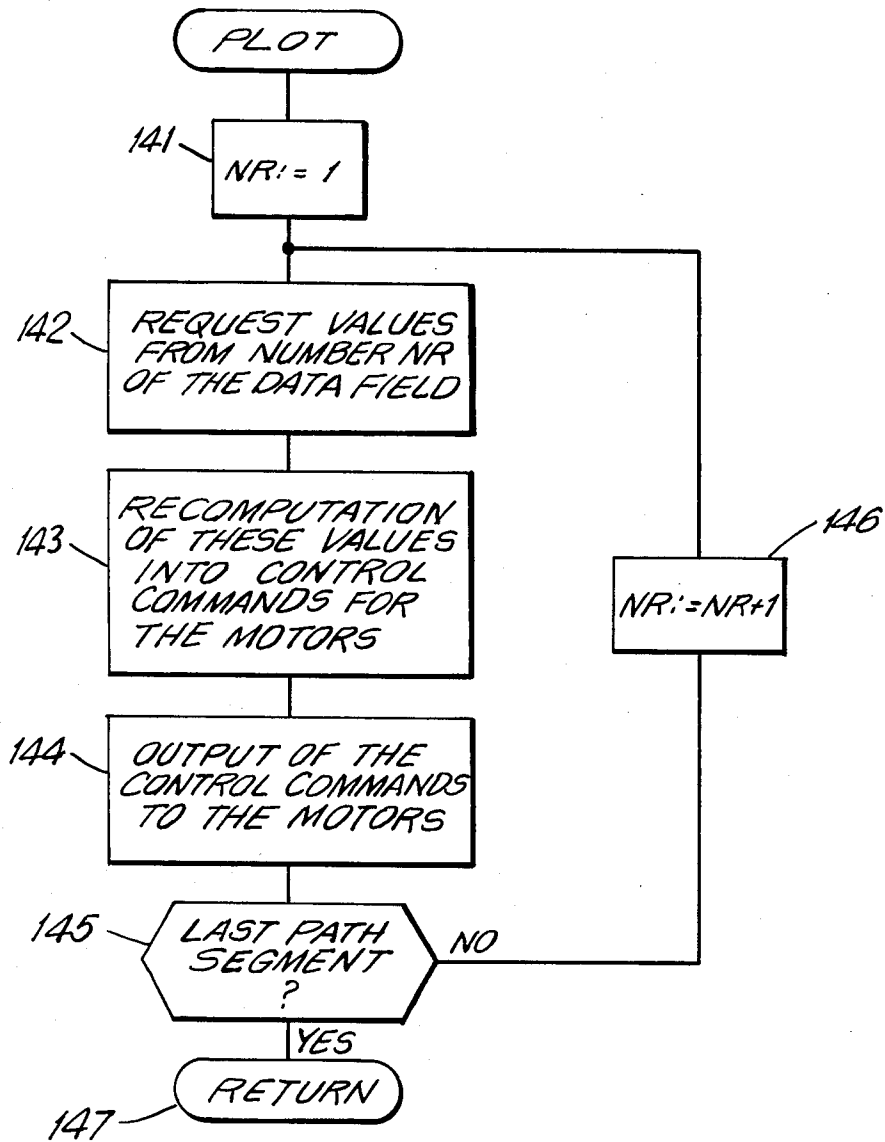 PLOT
141
NR:= 1
142
REQUEST VALUES
FROM NUMBER NR
OF THE DATA FIELD
143
RECOMPUTATION
OF THESE VALUES
INTO CONTROL
COMMANDS FOR
THE MOTORS
146
NR:=NR+1
144
OUTPUT OF THE
CONTROL COMMANDS
TO THE MOTORS
145
LAST PATH
SEGMENT
?
NO
YES
RETURN
147